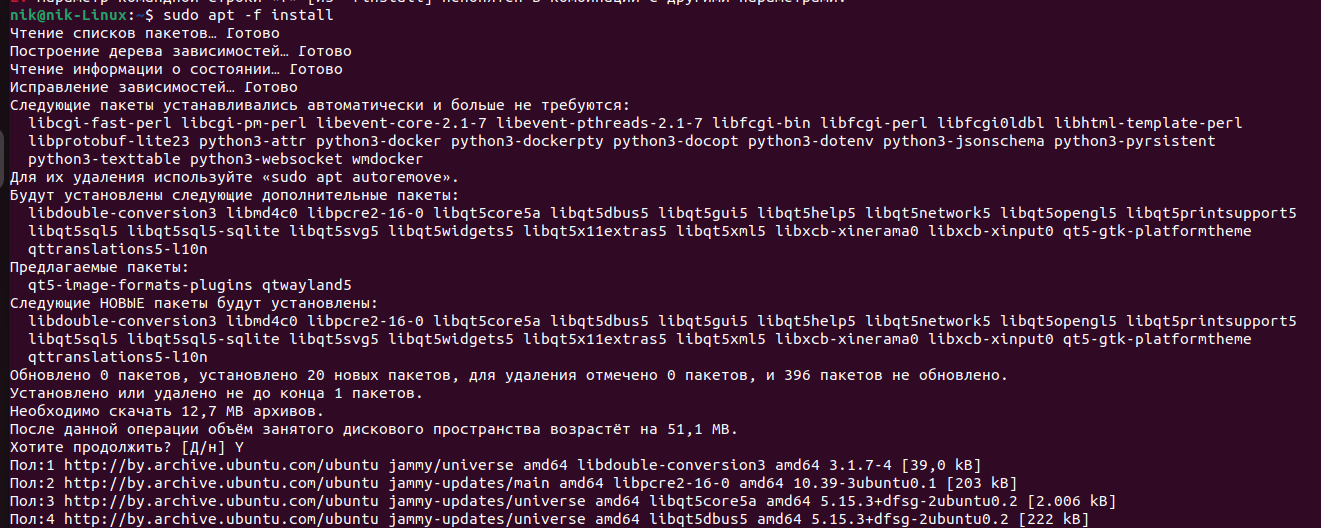 nik@nik-Linux:~$ sudo apt -f install
Чтение списков пакетов… Готово
Построение дерева зависимостей… Готово
Чтение информации о состоянии… Готово
Исправление зависимостей… Готово
Следующие пакеты устанавливались автоматически и больше не требуются:
  libcgi-fast-perl libcgi-pm-perl libevent-core-2.1-7 libevent-pthreads-2.1-7 libfcgi-bin libfcgi-perl libfcgi0ldbl libhtml-template-perl
  libprotobuf-lite23 python3-attr python3-docker python3-dockerpty python3-docopt python3-dotenv python3-jsonschema python3-pyrsistent
  python3-texttable python3-websocket wmdocker
Для их удаления используйте «sudo apt autoremove».
Будут установлены следующие дополнительные пакеты:
  libdouble-conversion3 libmd4c0 libpcre2-16-0 libqt5core5a libqt5dbus5 libqt5gui5 libqt5help5 libqt5network5 libqt5opengl5 libqt5printsupport5
  libqt5sql5 libqt5sql5-sqlite libqt5svg5 libqt5widgets5 libqt5x11extras5 libqt5xml5 libxcb-xinerama0 libxcb-xinput0 qt5-gtk-platformtheme
  qttranslations5-l10n
Предлагаемые пакеты:
  qt5-image-formats-plugins qtwayland5
Следующие НОВЫЕ пакеты будут установлены:
  libdouble-conversion3 libmd4c0 libpcre2-16-0 libqt5core5a libqt5dbus5 libqt5gui5 libqt5help5 libqt5network5 libqt5opengl5 libqt5printsupport5
  libqt5sql5 libqt5sql5-sqlite libqt5svg5 libqt5widgets5 libqt5x11extras5 libqt5xml5 libxcb-xinerama0 libxcb-xinput0 qt5-gtk-platformtheme
  qttranslations5-l10n
Обновлено 0 пакетов, установлено 20 новых пакетов, для удаления отмечено 0 пакетов, и 396 пакетов не обновлено.
Установлено или удалено не до конца 1 пакетов.
Необходимо скачать 12,7 MB архивов.
После данной операции объём занятого дискового пространства возрастёт на 51,1 MB.
Хотите продолжить? [Д/н] Y
Пол:1 http://by.archive.ubuntu.com/ubuntu jammy/universe amd64 libdouble-conversion3 amd64 3.1.7-4 [39,0 kB]
Пол:2 http://by.archive.ubuntu.com/ubuntu jammy-updates/main amd64 libpcre2-16-0 amd64 10.39-3ubuntu0.1 [203 kB]
Пол:3 http://by.archive.ubuntu.com/ubuntu jammy-updates/universe amd64 libqt5core5a amd64 5.15.3+dfsg-2ubuntu0.2 [2.006 kB]
Пол:4 http://by.archive.ubuntu.com/ubuntu jammy-updates/universe amd64 libqt5dbus5 amd64 5.15.3+dfsg-2ubuntu0.2 [222 kB]